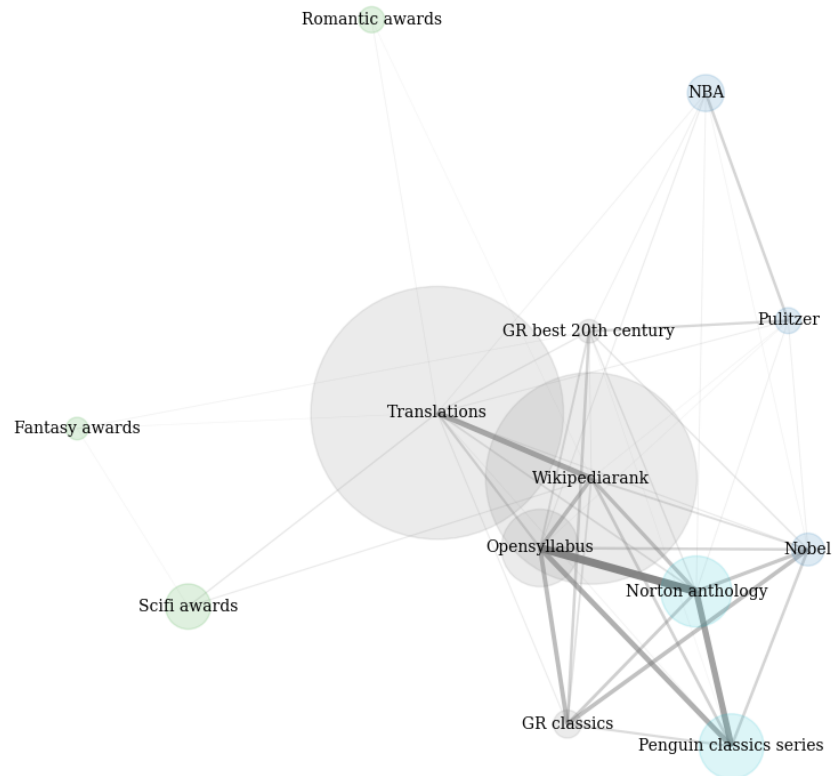 Romantic awards
NBA
Pulitzer
GR best 20th century
Translations
Fantasy awards
Wikipediarank
Opensyllabus
Nobel
Norton anthology
Scifi awards
GR classics
Penguin classics series